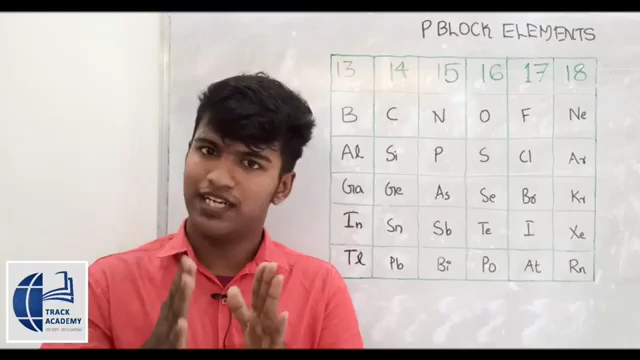 P BLOCK ELEMENTS
13 14 15 16 17 18
B C N O F Ne
Al Si P S Cl Ar
Ga Ge As Se Br Kr
In Sn Sb Te I Xe
Tl Pb Bi Po At Rn
TRACK
ACADEMY